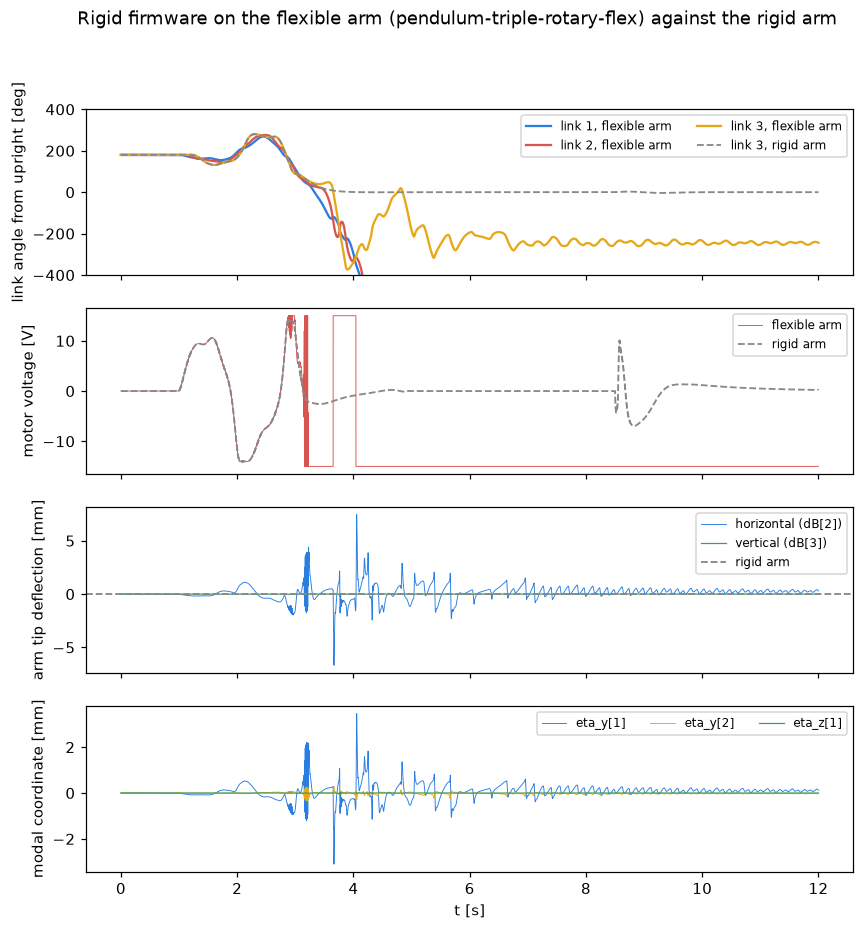 Rigid firmware on the flexible arm (pendulum-triple-rotary-flex) against the rigid arm
link angle from upright [deg]
400
200
0
−200
−400
link 1, flexible arm
link 2, flexible arm
link 3, flexible arm
link 3, rigid arm
motor voltage [V]
10
0
−10
flexible arm
rigid arm
arm tip deflection [mm]
5
0
−5
horizontal (dB[2])
vertical (dB[3])
rigid arm
modal coordinate [mm]
2
0
−2
eta_y[1]
eta_y[2]
eta_z[1]
0 2 4 6 8 10 12
t [s]